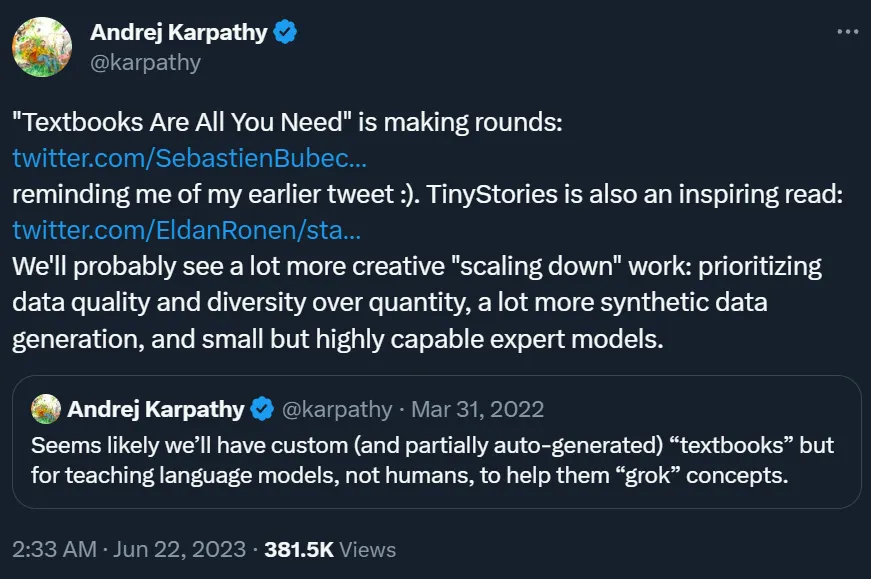 Andrej Karpathy
@karpathy
"Textbooks Are All You Need" is making rounds:
twitter.com/SebastienBubec...
reminding me of my earlier tweet :). TinyStories is also an inspiring read:
twitter.com/EldanRonen/sta...
We'll probably see a lot more creative "scaling down" work: prioritizing
data quality and diversity over quantity, a lot more synthetic data
generation, and small but highly capable expert models.
Andrej Karpathy @karpathy · Mar 31, 2022
Seems likely we’ll have custom (and partially auto-generated) “textbooks” but
for teaching language models, not humans, to help them “grok” concepts.
2:33 AM · Jun 22, 2023 · 381.5K Views